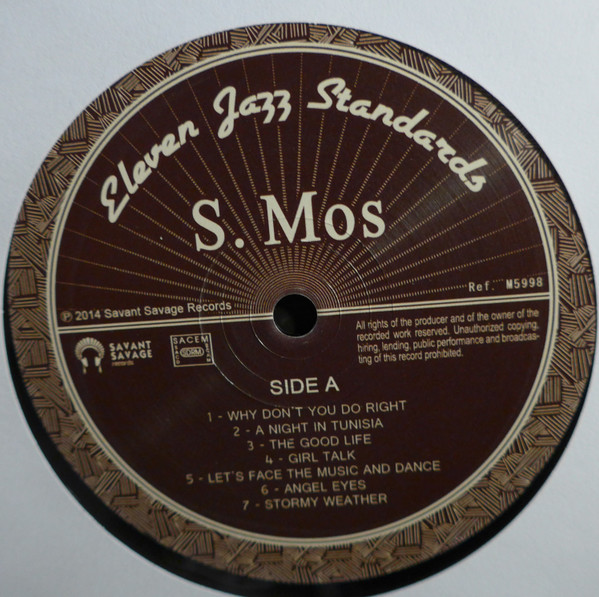 Eleven Jazz Standards
S. Mos
Ref. M5998
℗ 2014 Savant Savage Records
All rights of the producer and of the owner of the
recorded work reserved. Unauthorized copying,
hiring, lending, public performance and broadcas-
ting of this record prohibited.
SAVANT
SAVAGE
records
SACEM
SDRM
SIDE A
1 - WHY DON'T YOU DO RIGHT
2 - A NIGHT IN TUNISIA
3 - THE GOOD LIFE
4 - GIRL TALK
5 - LET'S FACE THE MUSIC AND DANCE
6 - ANGEL EYES
7 - STORMY WEATHER